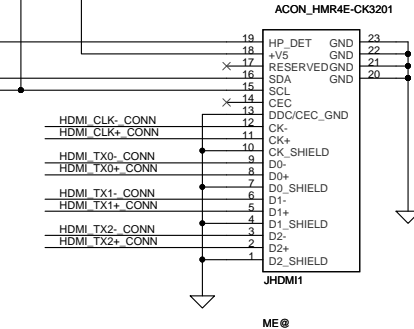 ACON_HMR4E-CK3201
19 HP_DET GND 23
18 +V5 GND 22
17 RESERVED GND 21
16 SDA GND 20
15 SCL
14 CEC
13 DDC/CEC_GND
HDMI_CLK-_CONN 12 CK-
HDMI_CLK+_CONN 11 CK+
10 CK_SHIELD
HDMI_TX0-_CONN 9 D0-
HDMI_TX0+_CONN 8 D0+
7 D0_SHIELD
HDMI_TX1-_CONN 6 D1-
HDMI_TX1+_CONN 5 D1+
4 D1_SHIELD
HDMI_TX2-_CONN 3 D2-
HDMI_TX2+_CONN 2 D2+
1 D2_SHIELD
JHDMI1
ME@